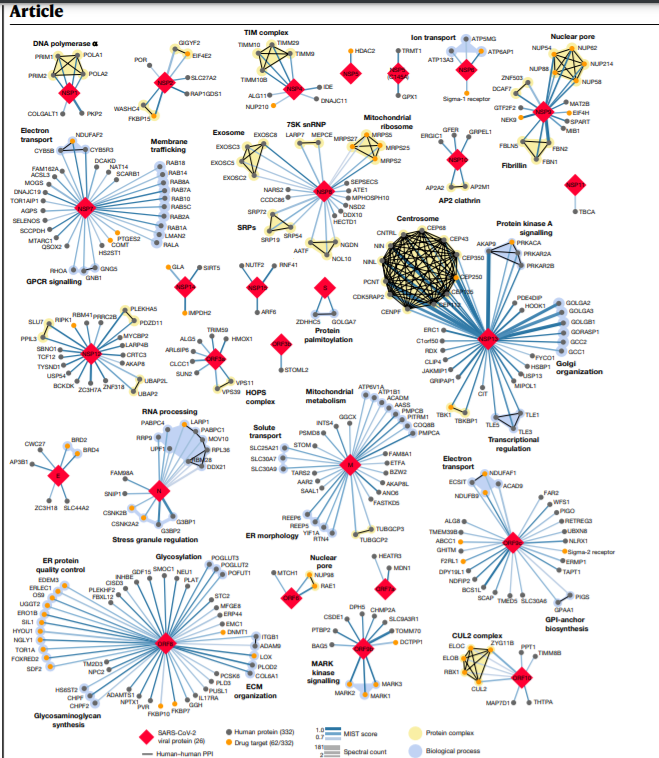 Article
DNA polymerase α
PRIM1
POLA1
PRIM2
POLA2
NSP1
COLGALT1
PKP2
GIGYF2
POR
EIF4E2
SLC27A2
RAP1GDS1
WASHC4
FKBP15
TIM complex
TIMM10
TIMM29
TIMM9
TIMM10B
ALG11
IDE
DNAJC11
NUP210
HDAC2
NSP5
TRMT1
GPX1
Ion transport
ATP5MG
ATP13A3
ATP6AP1
NSP6
Sigma-1 receptor
Nuclear pore
NUP54
NUP62
NUP214
NUP88
NUP58
ZNF503
DCAF7
GTF2F2
NEK9
MAT2B
EIF4H
SPART
MIB1
FBLN5
FBN2
FBN1
Fibrillin
Electron
transport
NDUFAF2
CYB5B
CYB5R3
Membrane
trafficking
RAB18
RAB14
RAB8A
RAB7A
RAB10
RAB5C
RAB2A
RAB1A
LMAN2
RALA
DCAKD
NAT14
SCARB1
FAM162A
ACSL3
MOGS
DNAJC19
TOR1AIP1
AGPS
SELENOS
SCCPDH
MTARC1
QSOX2
PTGES2
COMT
HS2ST1
RHOA
GNG5
GNB1
GPCR signalling
Exosome
EXOSC8
EXOSC3
EXOSC5
EXOSC2
7SK snRNP
LARP7
MEPCE
Mitochondrial
ribosome
MRPS27
MRPS5
MRPS25
MRPS2
NSP8
NARS2
CCDC86
SEPSECS
ATE1
MPHOSPH10
NSD2
DDX10
HECTD1
SRP72
SRP19
SRP54
SRPs
AATF
NGDN
NOL10
ERGIC1
GFER
GRPEL1
NSP10
AP2A2
AP2M1
AP2 clathrin
NSP11
TBCA
Centrosome
CNTRL
CEP68
CEP43
NIN
CEP350
NINL
CEP250
PCNT
CEP135
CDK5RAP2
CEP112
CENPF
Protein kinase A
signalling
AKAP9
PRKACA
PRKAR2A
PRKAR2B
PDE4DIP
HOOK1
GOLGA2
GOLGA3
GOLGB1
GORASP1
GCC2
GCC1
Golgi
organization
ERC1
C1orf50
RDX
CLIP4
JAKMIP1
GRIPAP1
FYCO1
HSBP1
USP13
MIPOL1
CIT
TBK1
TBKBP1
TLE1
TLE5
TLE3
Transcriptional
regulation
GLA
SIRT5
IMPDH2
NUTF2
RNF41
ARF6
S
ZDHHC5
GOLGA7
Protein
palmitoylation
PLEKHA5
PDZD11
SLU7
RIPK1
RBM41
PRRC2B
PPIL3
MYCBP2
LARP4B
CRTC3
AKAP8
SBNO1
TCF12
TYSND1
USP54
BCKDK
ZC3H7A
ZNF318
UBAP2L
UBAP2
TRIM59
ALG5
HMOX1
ARL6IP6
CLCC1
SUN2
VPS11
VPS39
HOPS
complex
STOML2
Mitochondrial
metabolism
ATP6V1A
ATP1B1
ACADM
AASS
PMPCB
PITRM1
COQ8B
PMPCA
Solute
transport
INTS4
GGCX
PSMD8
STOM
SLC25A21
SLC30A7
SLC30A9
TARS2
AAR2
SAAL1
FAM8A1
ETFA
BZW2
AKAP8L
ANO6
FASTKD5
M
REEP6
REEP5
YIF1A
RTN4
ER morphology
TUBGCP3
TUBGCP2
RNA processing
PABPC4
LARP1
PABPC1
RRP9
MOV10
UPF1
RPL36
RBM28
DDX21
FAM98A
SNIP1
N
CSNK2B
CSNK2A2
G3BP1
G3BP2
Stress granule regulation
CWC27
BRD2
BRD4
AP3B1
E
ZC3H18
SLC44A2
Electron
transport
NDUFAF1
ECSIT
ACAD9
NDUFB9
FAR2
WFS1
PIGO
RETREG3
UBXN8
NLRX1
Sigma-2 receptor
ERMP1
TAPT1
ALG8
TMEM39B
ABCC1
GHITM
F2RL1
DPY19L1
NDFIP2
BCS1L
SCAP
TMED5
SLC30A6
PIGS
GPAA1
GPI-anchor
biosynthesis
ER protein
quality control
EDEM3
ERLEC1
OS9
UGGT2
ERO1B
SIL1
HYOU1
NGLY1
TOR1A
FOXRED2
SDF2
Glycosylation
POGLUT3
POGLUT2
POFUT1
SMOC1
NEU1
GDF15
PLAT
INHBE
CISD3
PLEKHF2
FBXL12
STC2
MFGE8
ERP44
EMC1
DNMT1
ITGB1
ADAM9
LOX
PLOD2
COL6A1
ECM
organization
ORF8
TM2D3
NPC2
HS6ST2
CHPF
CHPF2
ADAMTS1
NPTX1
PVR
FKBP10
FKBP7
GGH
IL17RA
PUSL1
PLD3
PCSK6
Glycosaminoglycan
synthesis
Nuclear
pore
MTCH1
NUP98
RAE1
ORF6
HEATR3
MDN1
DPH5
CHMP2A
CSDE1
SLC9A3R1
PTBP2
TOMM70
BAG5
DCTPP1
MARK
kinase
signalling
MARK3
MARK2
MARK1
CUL2 complex
ELOC
ZYG11B
ELOB
PPT1
TIMM8B
RBX1
CUL2
MAP7D1
THTPA
SARS-CoV-2
viral protein (26)
Human protein (332)
Drug target (62/332)
Human–human PPI
1.0
0.7
MIST score
181
2
Spectral count
Protein complex
Biological process